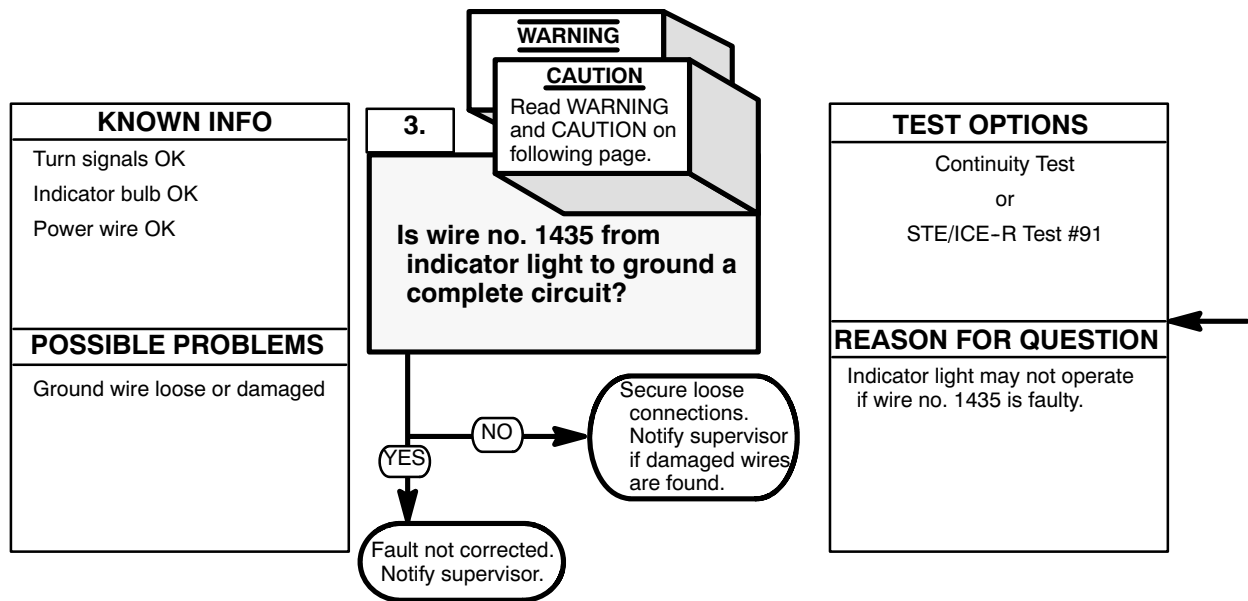 WARNING
CAUTION
Read WARNING
and CAUTION on
following page.
KNOWN INFO
Turn signals OK
Indicator bulb OK
Power wire OK
POSSIBLE PROBLEMS
Ground wire loose or damaged
3.
Is wire no. 1435 from
indicator light to ground a
complete circuit?
NO
Secure loose
connections.
Notify supervisor
if damaged wires
are found.
YES
Fault not corrected.
Notify supervisor.
TEST OPTIONS
Continuity Test
or
STE/ICE-R Test #91
REASON FOR QUESTION
Indicator light may not operate
if wire no. 1435 is faulty.